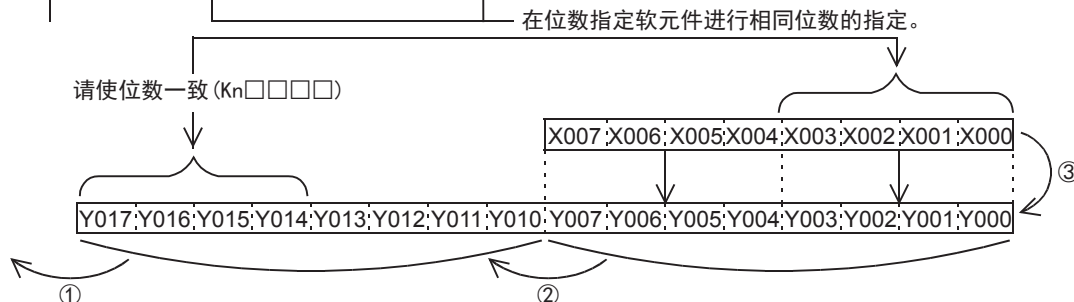 在位数指定软元件进行相同位数的指定。
请使位数一致(Kn□□□□)
X007 X006 X005 X004 X003 X002 X001 X000
③
Y017 Y016 Y015 Y014 Y013 Y012 Y011 Y010 Y007 Y006 Y005 Y004 Y003 Y002 Y001 Y000
① ②